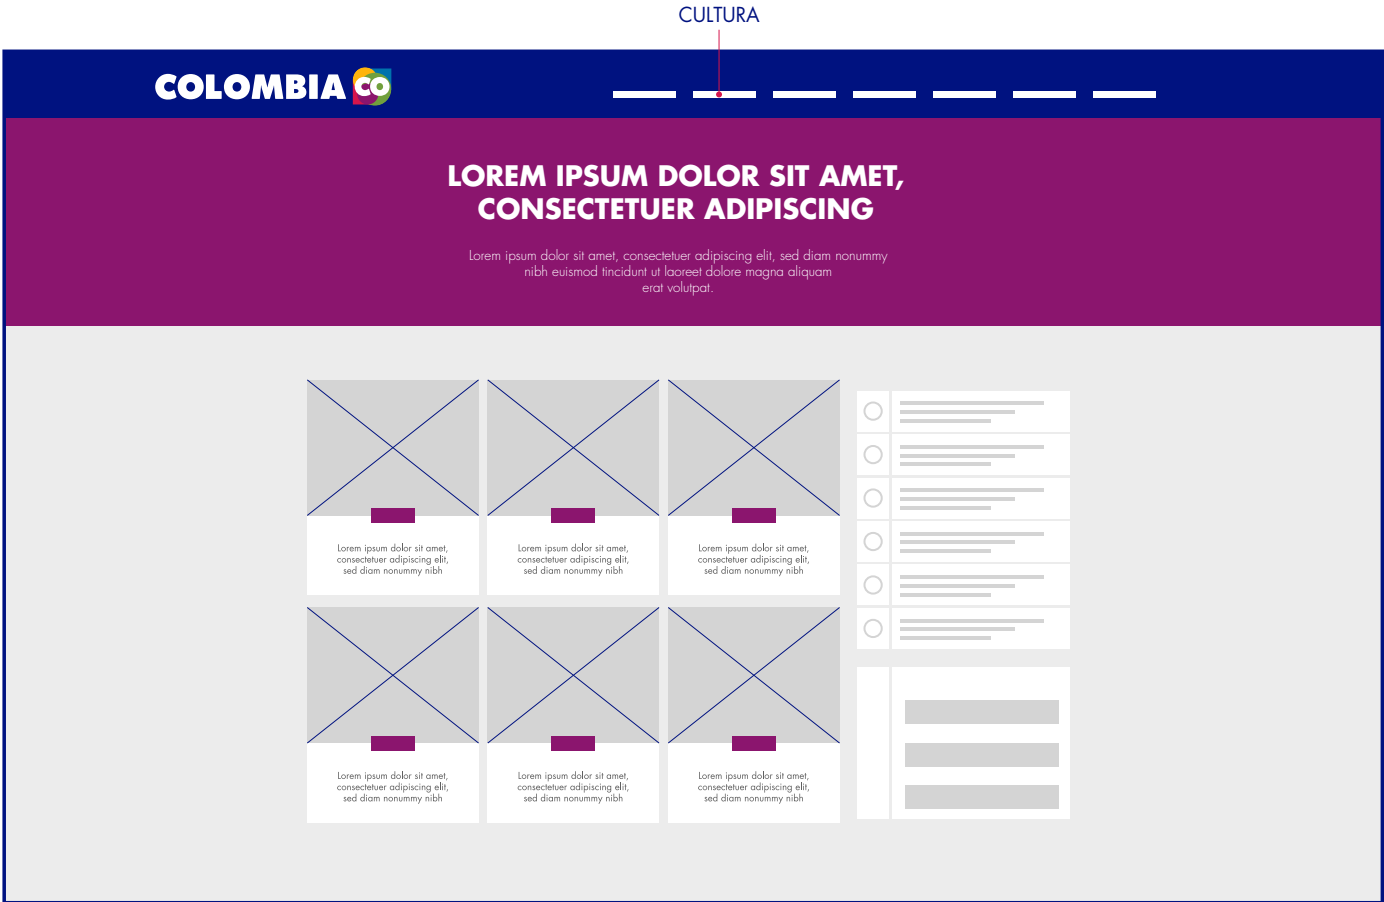 CULTURA
COLOMBIA CO
LOREM IPSUM DOLOR SIT AMET,
CONSECTETUER ADIPISCING
Lorem ipsum dolor sit amet, consectetuer adipiscing elit, sed diam nonummy
nibh euismod tincidunt ut laoreet dolore magna aliquam
erat volutpat.
Lorem ipsum dolor sit amet,
consectetuer adipiscing elit,
sed diam nonummy nibh
Lorem ipsum dolor sit amet,
consectetuer adipiscing elit,
sed diam nonummy nibh
Lorem ipsum dolor sit amet,
consectetuer adipiscing elit,
sed diam nonummy nibh
Lorem ipsum dolor sit amet,
consectetuer adipiscing elit,
sed diam nonummy nibh
Lorem ipsum dolor sit amet,
consectetuer adipiscing elit,
sed diam nonummy nibh
Lorem ipsum dolor sit amet,
consectetuer adipiscing elit,
sed diam nonummy nibh